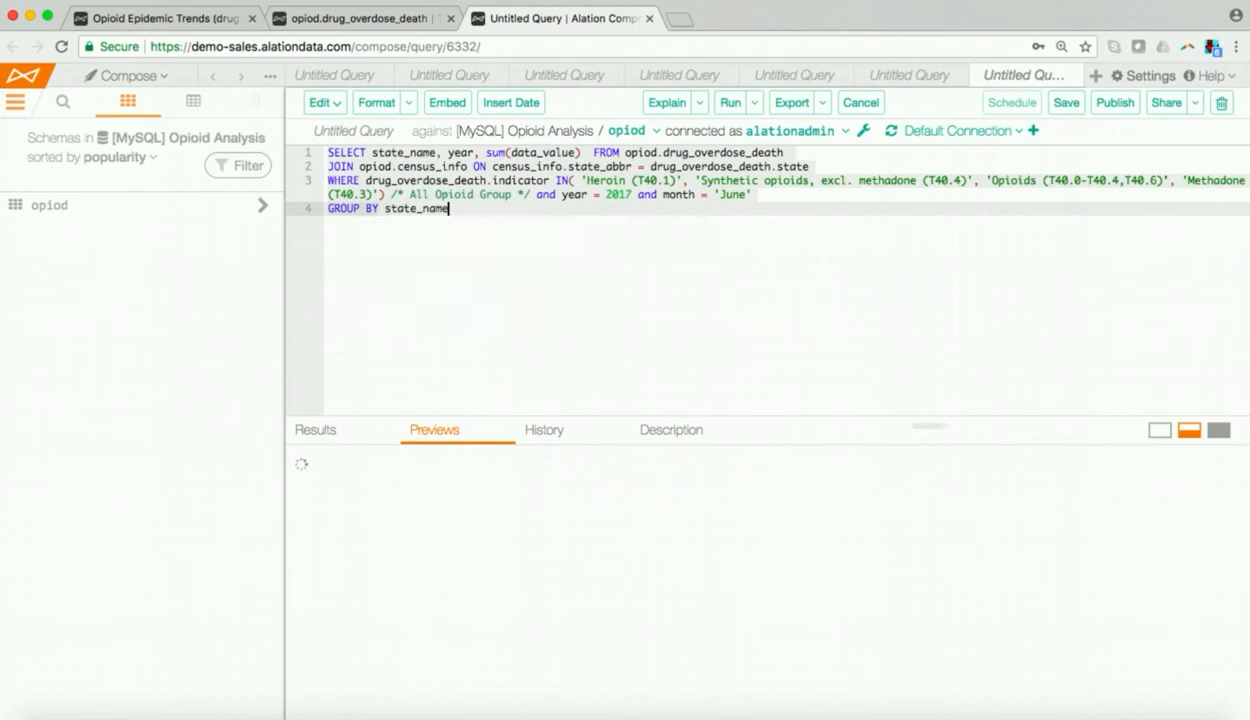 Opioid Epidemic Trends (drug
opiod.drug_overdose_death | T
Untitled Query | Alation Comp
Secure | https://demo-sales.alationdata.com/compose/query/6332/
Compose
Untitled Query
Untitled Query
Untitled Query
Untitled Query
Untitled Query
Untitled Query
Untitled Qu...
Settings
Help
Edit
Format
Embed
Insert Date
Explain
Run
Export
Cancel
Schedule
Save
Publish
Share
Schemas in [MySQL] Opioid Analysis
sorted by popularity
Filter
opiod
Untitled Query against [MySQL] Opioid Analysis / opiod connected as alationadmin Default Connection
1 SELECT state_name, year, sum(data_value) FROM opiod.drug_overdose_death
2 JOIN opiod.census_info ON census_info.state_abbr = drug_overdose_death.state
3 WHERE drug_overdose_death.indicator IN( 'Heroin (T40.1)', 'Synthetic opioids, excl. methadone (T40.4)', 'Opioids (T40.0-T40.4,T40.6)', 'Methadone
(T40.3)') /* All Opioid Group */ and year = 2017 and month = 'June'
4 GROUP BY state_name
Results
Previews
History
Description